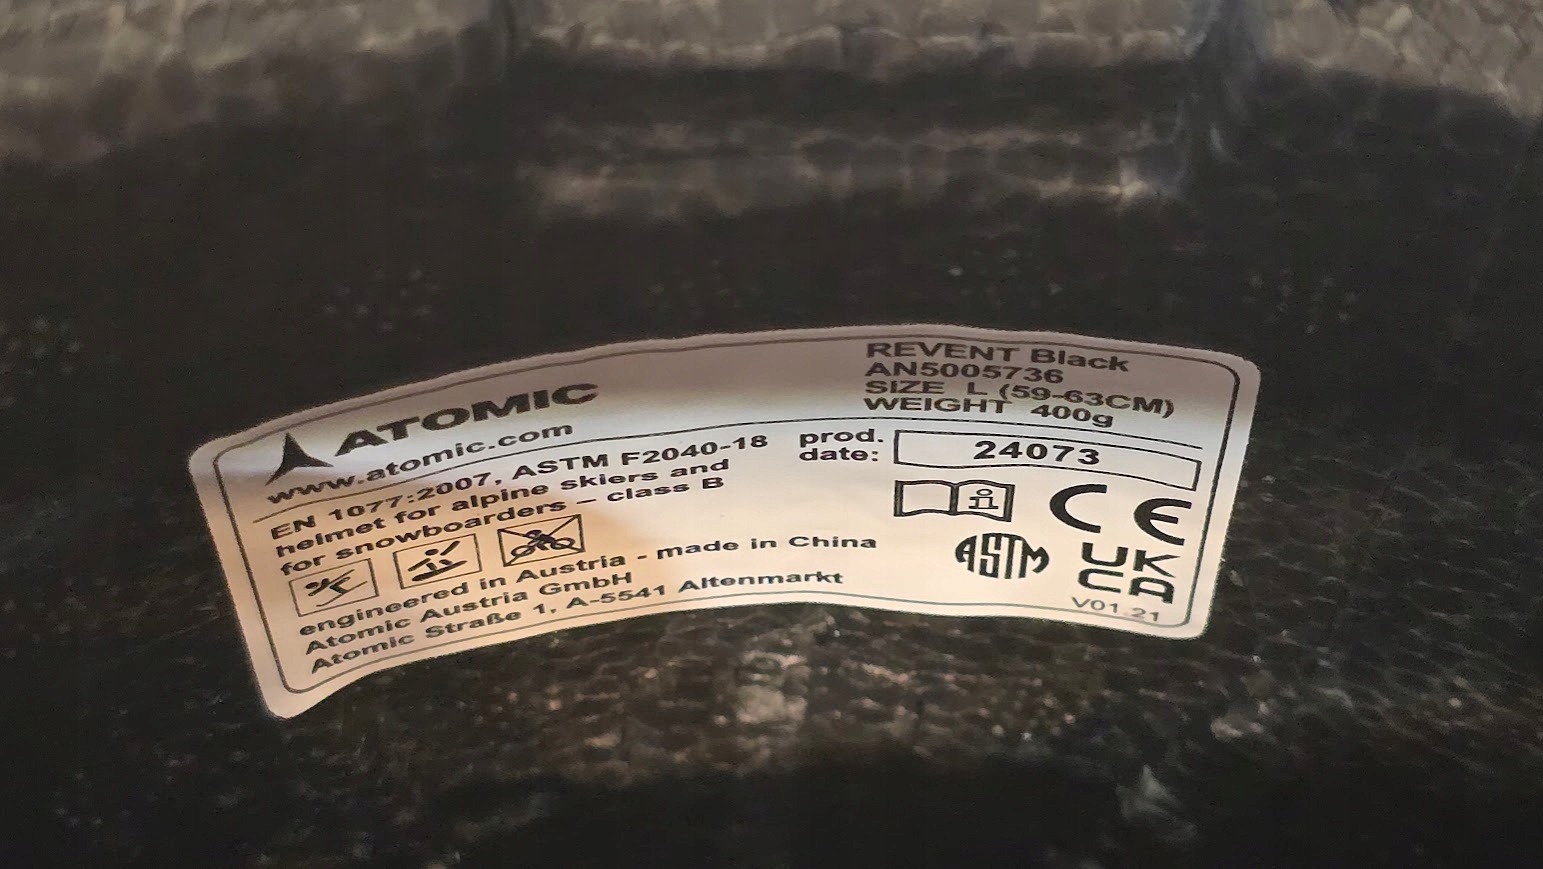 ATOMIC
www.atomic.com
REVENT Black
AN5005736
SIZE L (59-63CM)
WEIGHT 400g
EN 1077:2007, ASTM F2040-18
helmet for alpine skiers and
for snowboarders – class B
engineered in Austria - made in China
Atomic Austria GmbH
Atomic Straße 1, A-5541 Altenmarkt
prod.
date:
24073
i
CE
ASTM
UK
CA
V01.21